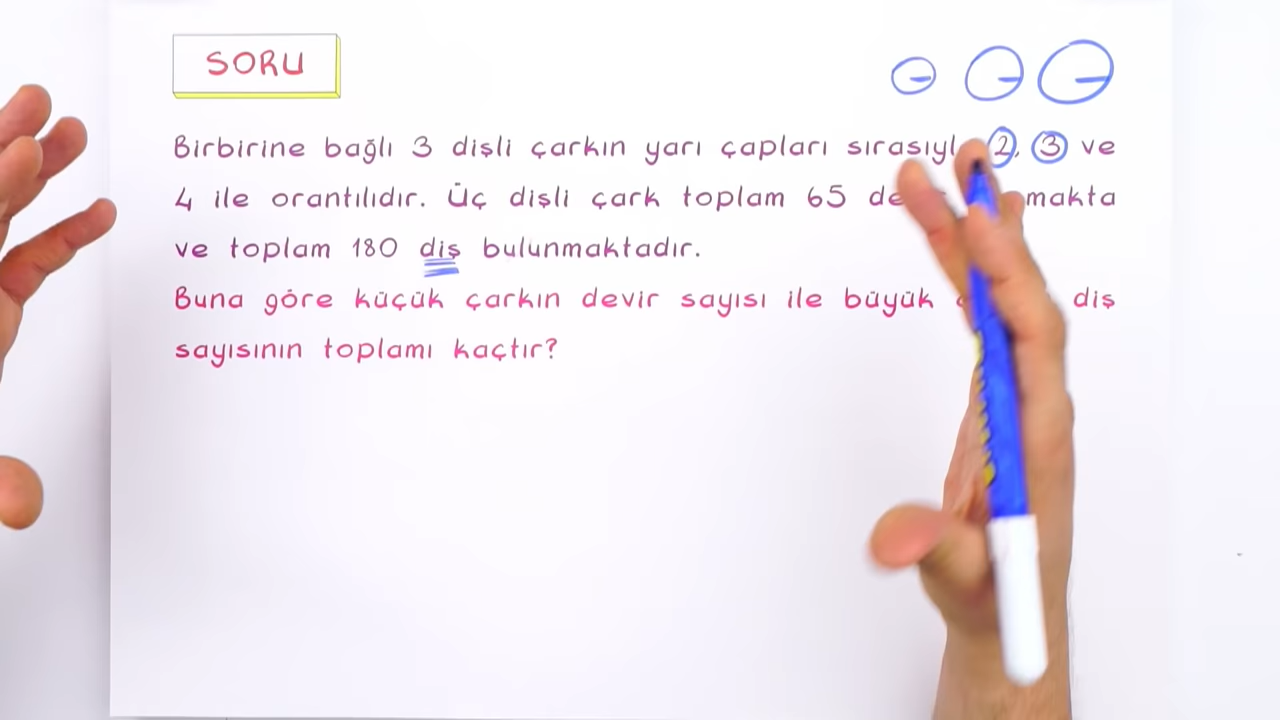 SORU
Birbirine bağlı 3 dişli çarkın yarı çapları sırasıyla 2, 3 ve
4 ile orantılıdır. Üç dişli çark toplam 65
ve toplam 180 diş bulunmaktadır.
Buna göre küçük çarkın devir sayısı ile büyük diş
sayısının toplamı kaçtır?